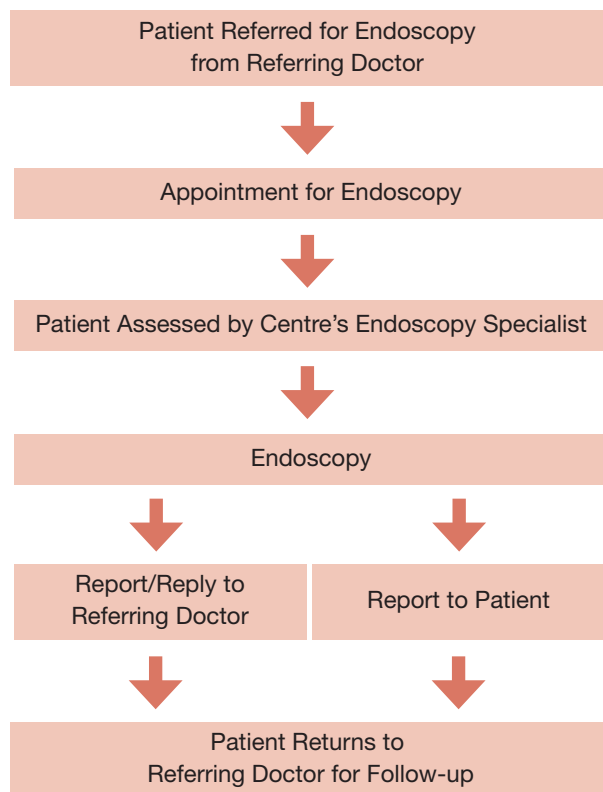 Patient Referred for Endoscopy
from Referring Doctor
Appointment for Endoscopy
Patient Assessed by Centre’s Endoscopy Specialist
Endoscopy
Report/Reply to
Referring Doctor
Report to Patient
Patient Returns to
Referring Doctor for Follow-up